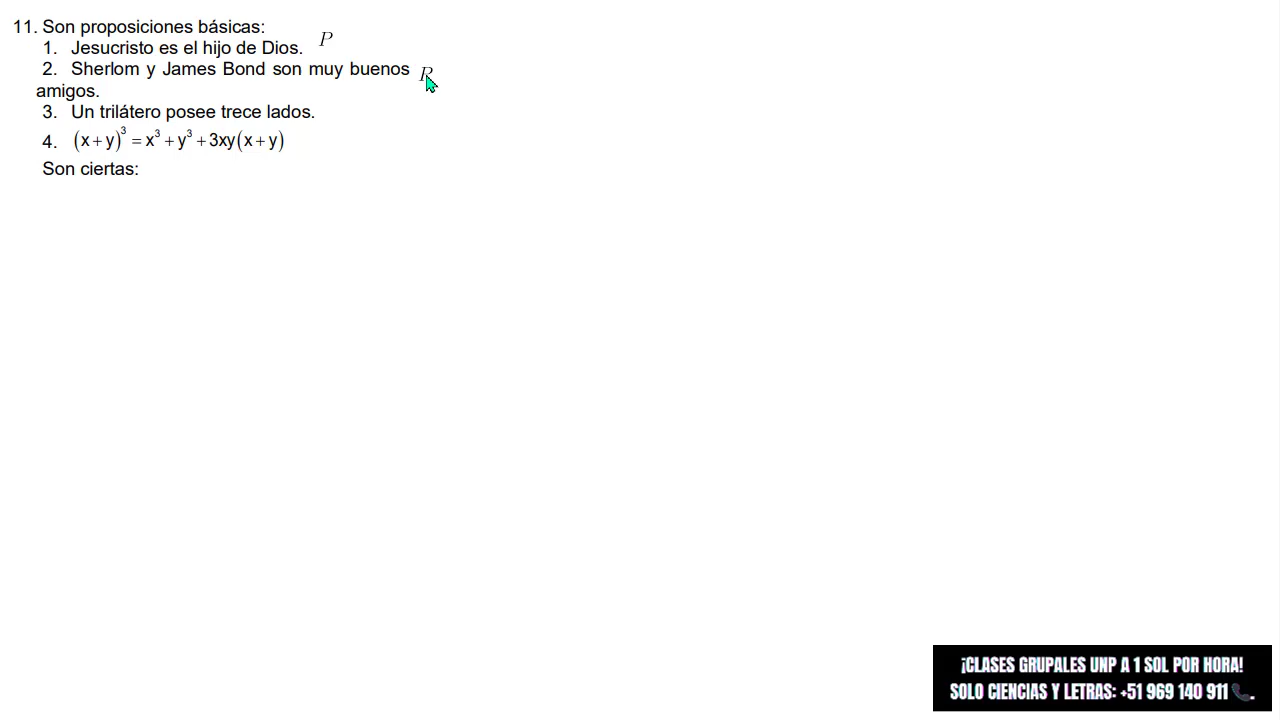 11. Son proposiciones básicas:
1. Jesucristo es el hijo de Dios. P
2. Sherlom y James Bond son muy buenos P
amigos.
3. Un trilátero posee trece lados.
4. (x+y)³ = x³ + y³ + 3xy(x+y)
Son ciertas:
¡CLASES GRUPALES UNP A 1 SOL POR HORA!
SOLO CIENCIAS Y LETRAS: +51 969 140 911 📞.